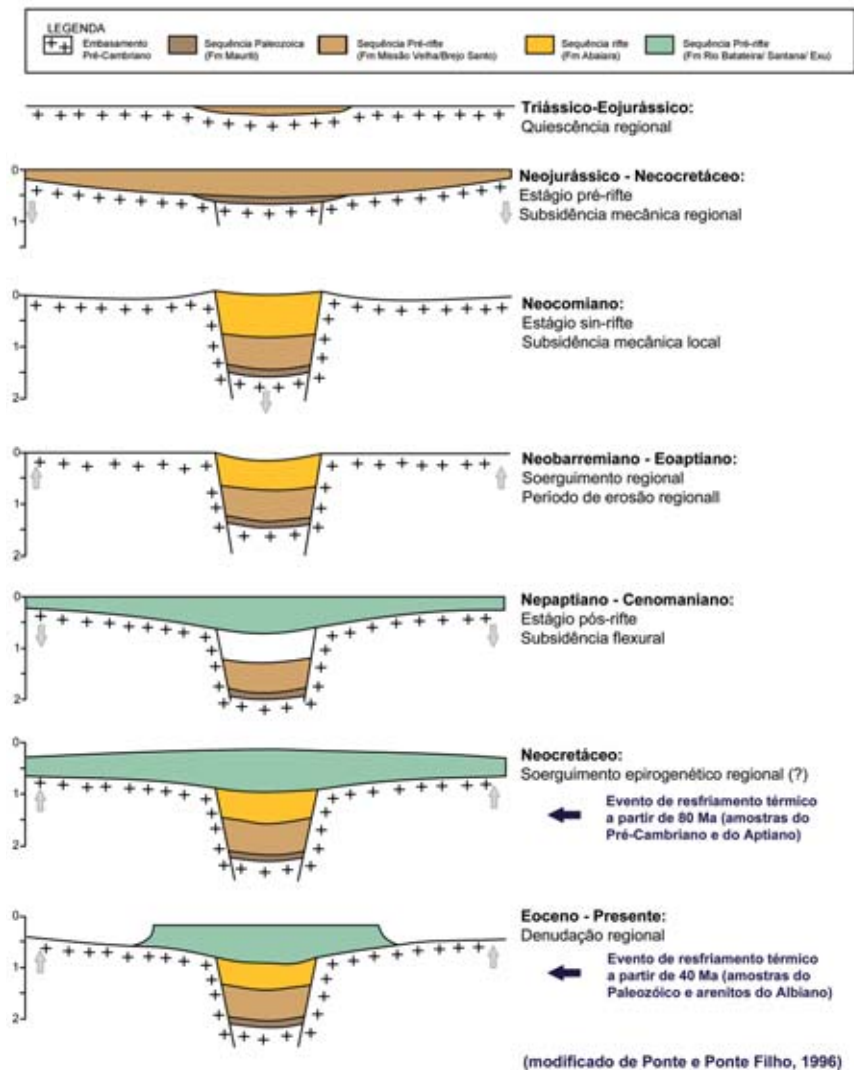 LEGENDA
Embasamento
Pré-Cambriano
Sequência Paleozoica
(Fm Mauriti)
Sequência Pré-rifte
(Fm Missão Velha/Brejo Santo)
Sequência rifte
(Fm Abaiara)
Sequência Pré-rifte
(Fm Rio Batateira/ Santana/ Exu)
Triássico-Eojurássico:
Quiescência regional
0
1
Neojurássico - Necocretáceo:
Estágio pré-rifte
Subsidência mecânica regional
0
1
2
Neocomiano:
Estágio sin-rifte
Subsidência mecânica local
0
1
2
Neobarremiano - Eoaptiano:
Soerguimento regional
Período de erosão regionall
0
1
2
Nepaptiano - Cenomaniano:
Estágio pós-rifte
Subsidência flexural
0
1
2
Neocretáceo:
Soerguimento epirogenético regional (?)
Evento de resfriamento térmico
a partir de 80 Ma (amostras do
Pré-Cambriano e do Aptiano)
0
1
2
Eoceno - Presente:
Denudação regional
Evento de resfriamento térmico
a partir de 40 Ma (amostras do
Paleozóico e arenitos do Albiano)
(modificado de Ponte e Ponte Filho, 1996)